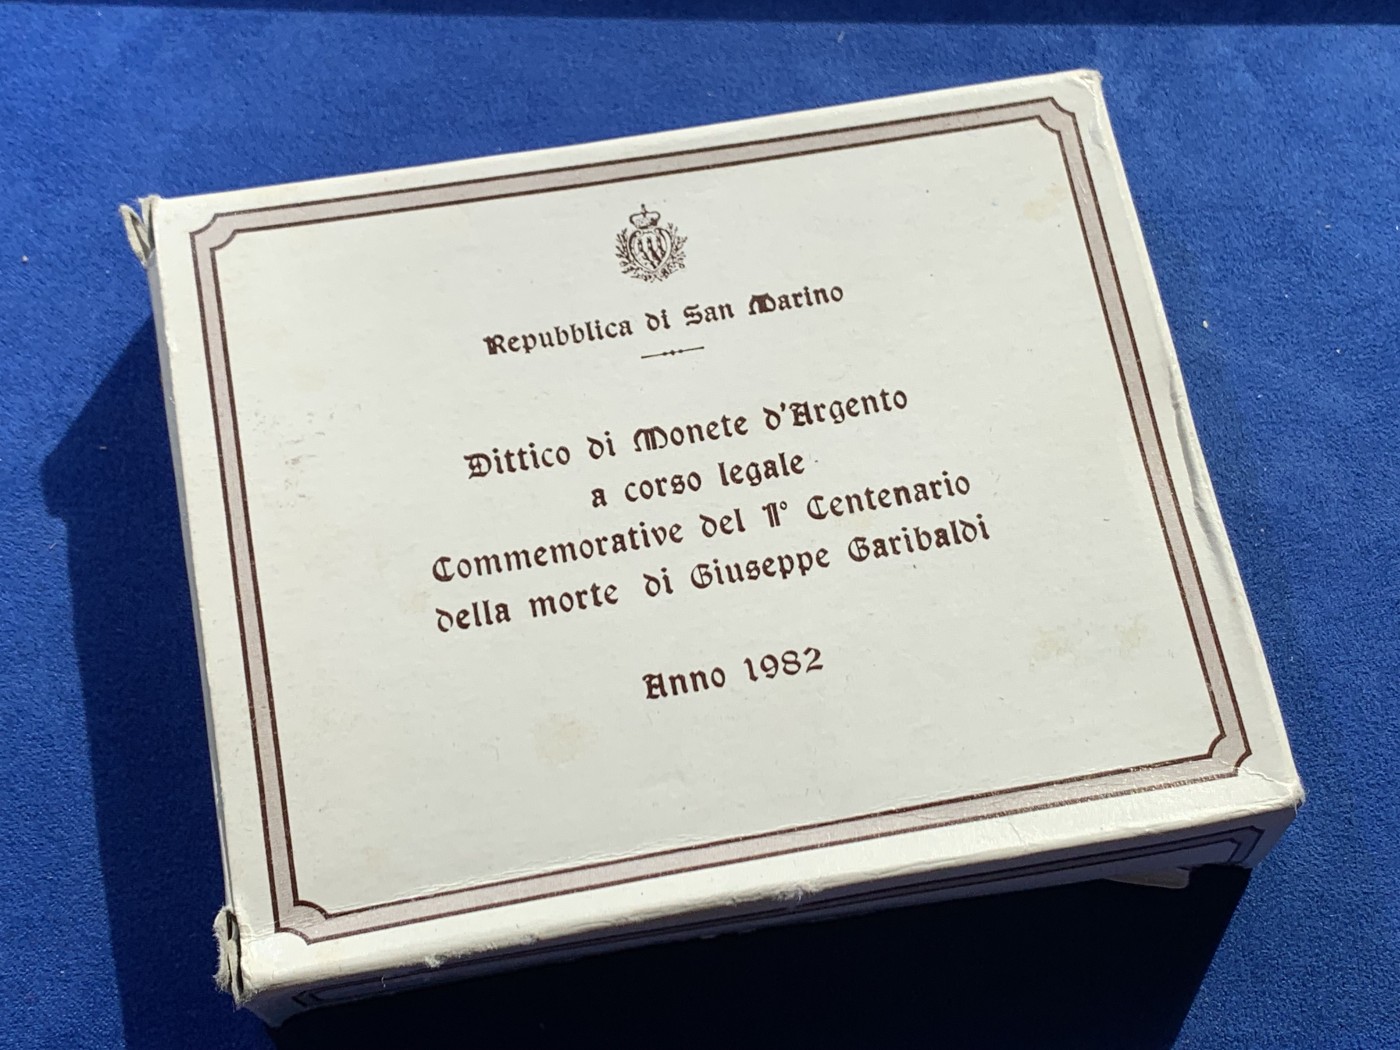 Repubblica di San Marino
Dittico di Monete d'Argento
a corso legale
Commemorative del 1° Centenario
della morte di Giuseppe Garibaldi
Anno 1982